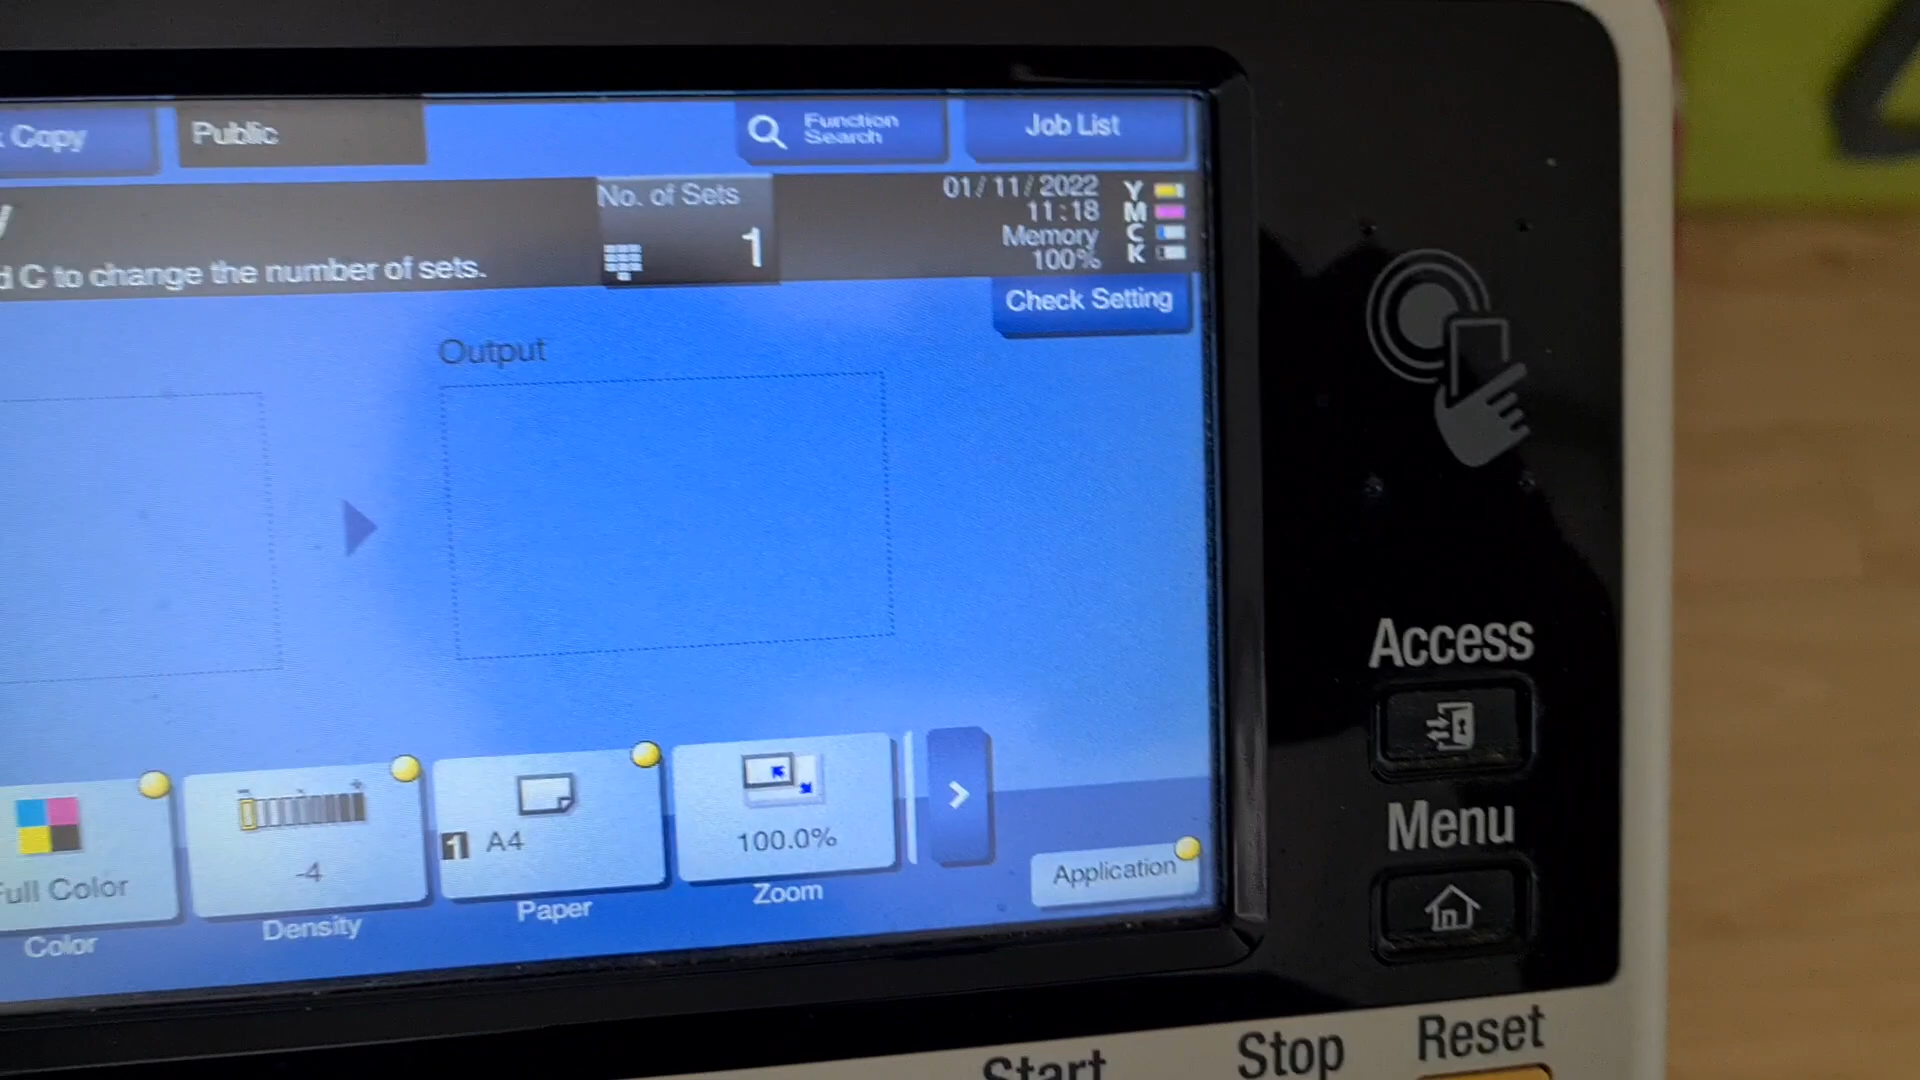 Copy
Public
Function
Search
Job List
No. of Sets
1
01/11/2022
11:18
Memory
100%
Y
M
C
K
C to change the number of sets.
Check Setting
Output
Full Color
Color
-4
Density
1 A4
Paper
100.0%
Zoom
Application
Access
Menu
Start
Stop
Reset